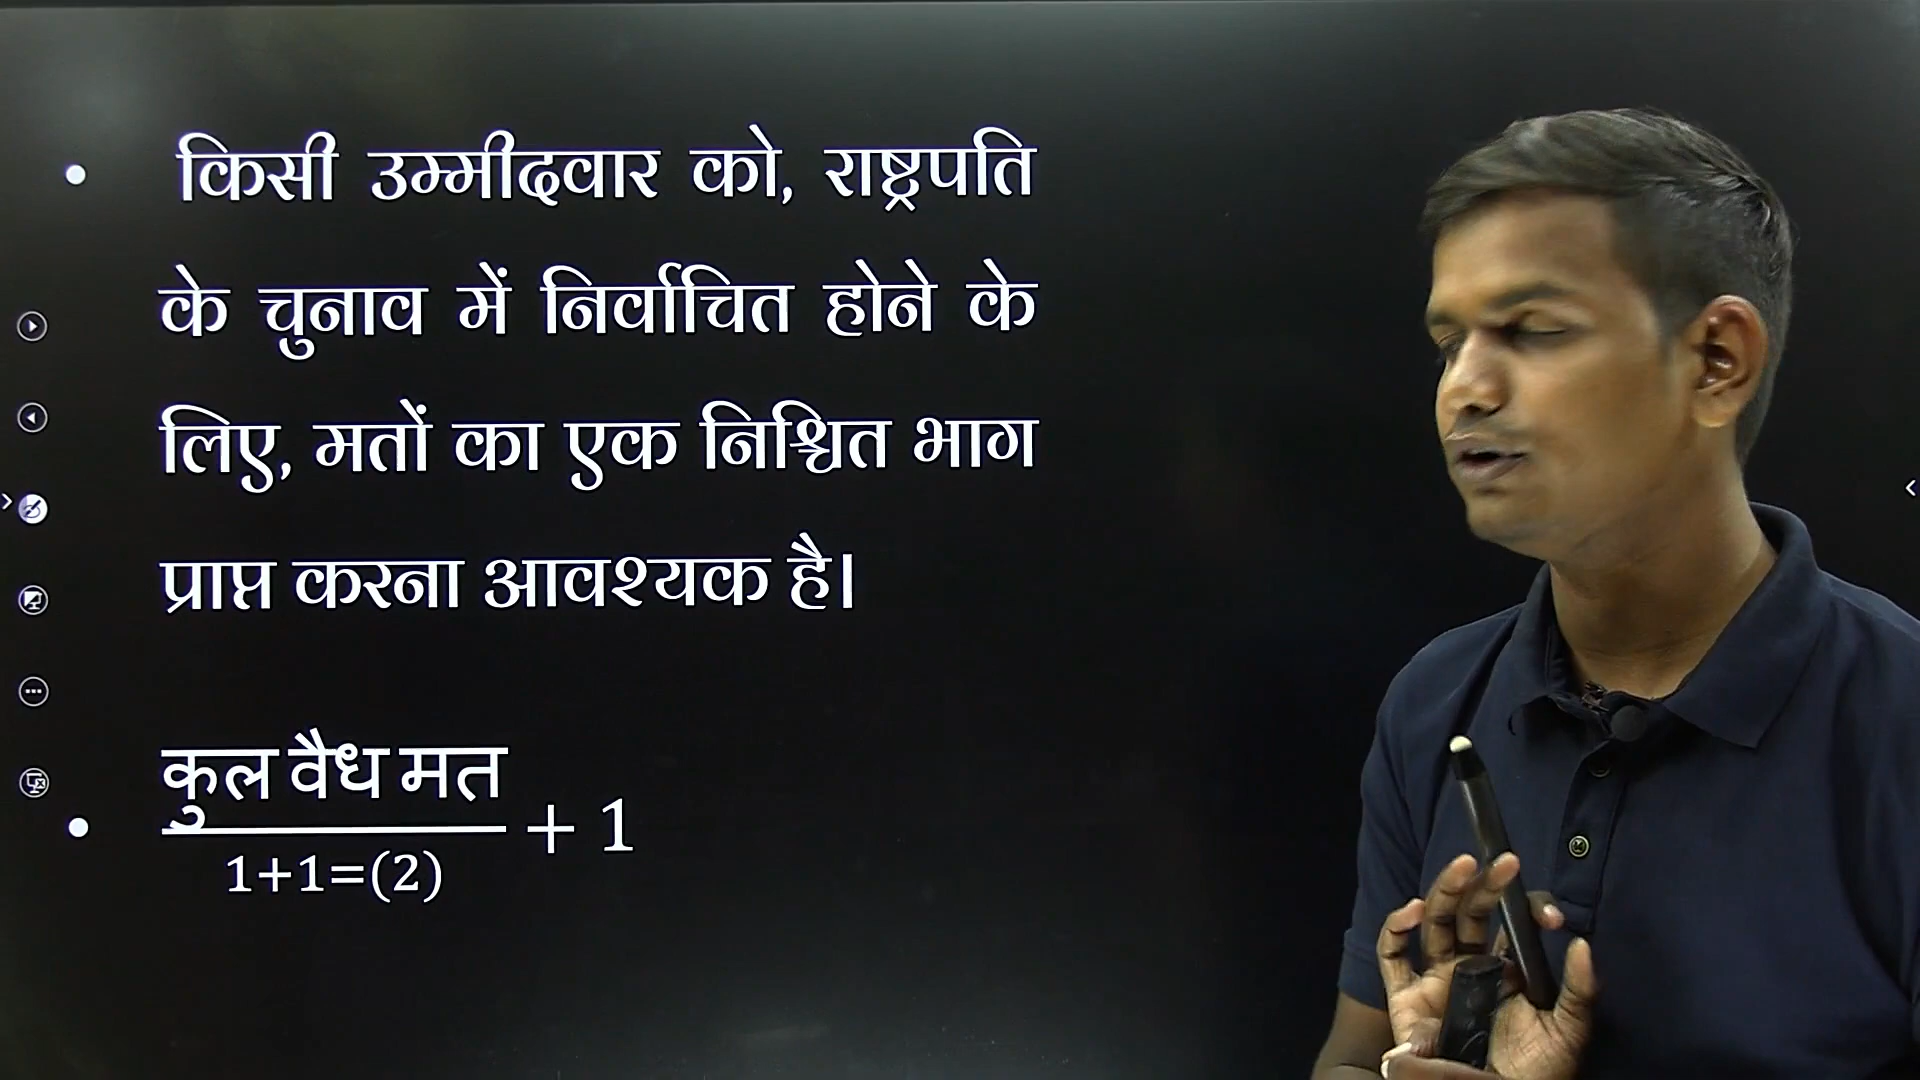 • किसी उम्मीदवार को, राष्ट्रपति
के चुनाव में निर्वाचित होने के
लिए, मतों का एक निश्चित भाग
प्राप्त करना आवश्यक है।
• कुल वैध मत
1+1=(2)
+ 1